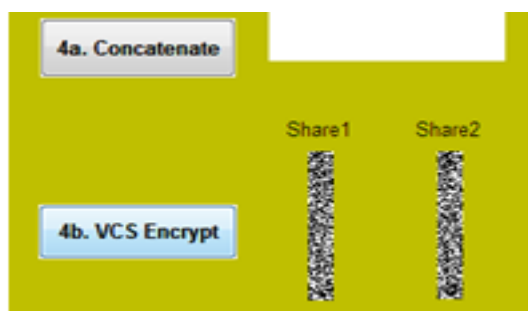 4a. Concatenate
Share1 Share2
4b. VCS Encrypt